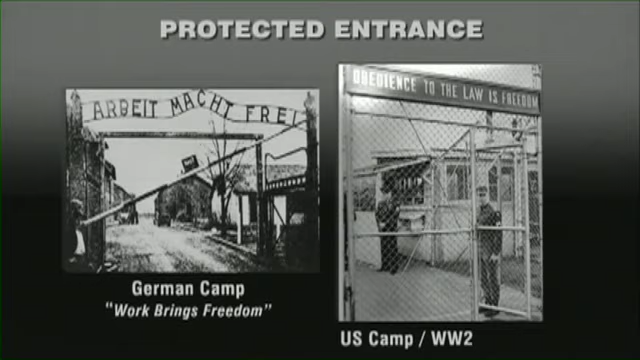 PROTECTED ENTRANCE
ARBEIT MACHT FREI
OBEDIENCE TO THE LAW IS FREEDOM
German Camp
"Work Brings Freedom"
US Camp / WW2